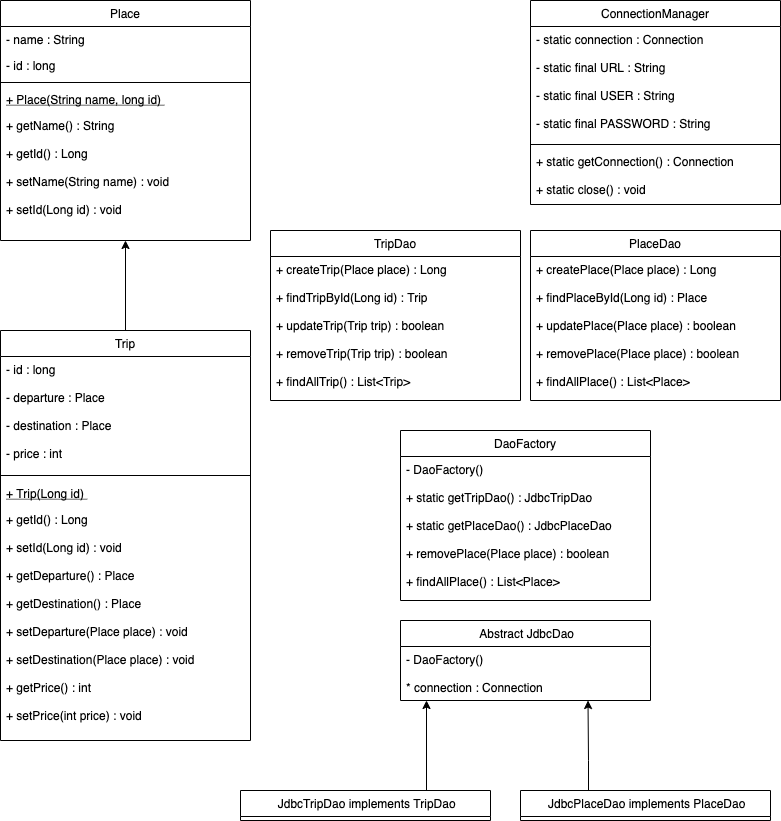 Place
- name : String
- id : long
+ Place(String name, long id)
+ getName() : String
+ getId() : Long
+ setName(String name) : void
+ setId(Long id) : void
ConnectionManager
- static connection : Connection
- static final URL : String
- static final USER : String
- static final PASSWORD : String
+ static getConnection() : Connection
+ static close() : void
TripDao
+ createTrip(Place place) : Long
+ findTripById(Long id) : Trip
+ updateTrip(Trip trip) : boolean
+ removeTrip(Trip trip) : boolean
+ findAllTrip() : List<Trip>
PlaceDao
+ createPlace(Place place) : Long
+ findPlaceById(Long id) : Place
+ updatePlace(Place place) : boolean
+ removePlace(Place place) : boolean
+ findAllPlace() : List<Place>
Trip
- id : long
- departure : Place
- destination : Place
- price : int
+ Trip(Long id)
+ getId() : Long
+ setId(Long id) : void
+ getDeparture() : Place
+ getDestination() : Place
+ setDeparture(Place place) : void
+ setDestination(Place place) : void
+ getPrice() : int
+ setPrice(int price) : void
DaoFactory
- DaoFactory()
+ static getTripDao() : JdbcTripDao
+ static getPlaceDao() : JdbcPlaceDao
+ removePlace(Place place) : boolean
+ findAllPlace() : List<Place>
Abstract JdbcDao
- DaoFactory()
* connection : Connection
JdbcTripDao implements TripDao
JdbcPlaceDao implements PlaceDao